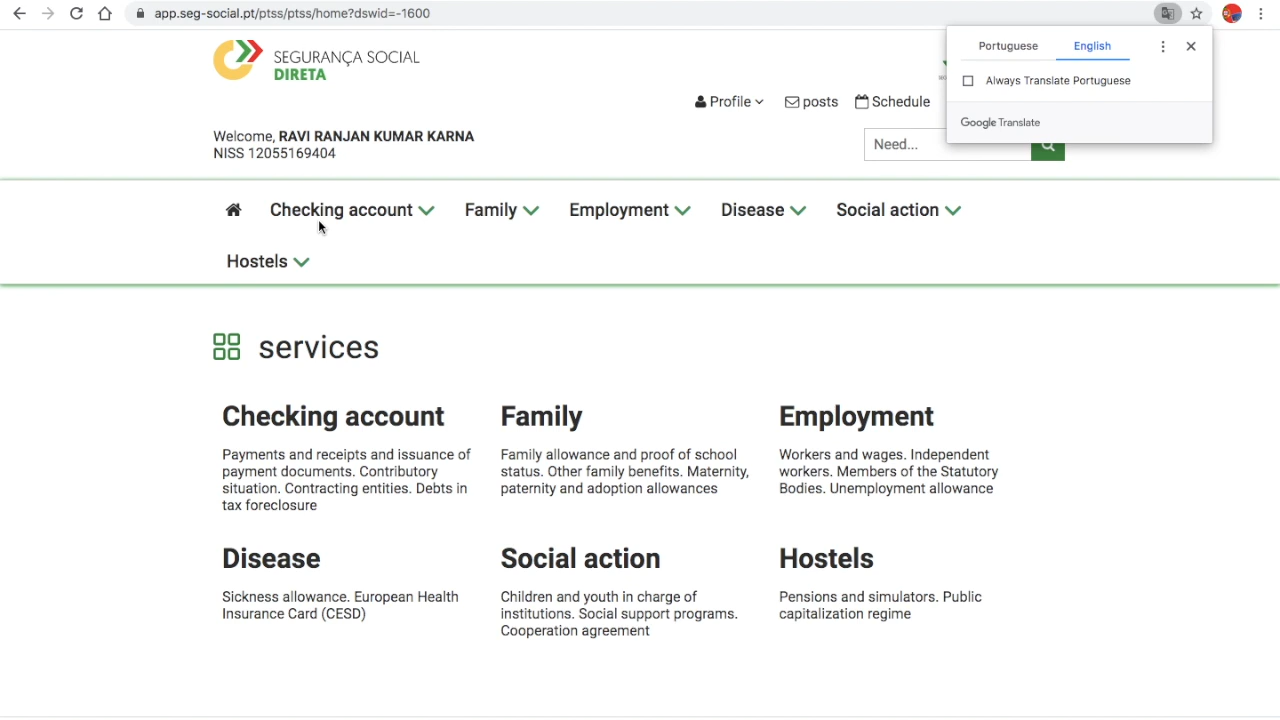 app.seg-social.pt/ptss/ptss/home?dswid=-1600
Portuguese English
Always Translate Portuguese
Google Translate
SEGURANÇA SOCIAL
DIRETA
Profile posts Schedule
Welcome, RAVI RANJAN KUMAR KARNA
NISS 12055169404
Need...
Checking account Family Employment Disease Social action
Hostels
services
Checking account
Payments and receipts and issuance of
payment documents. Contributory
situation. Contracting entities. Debts in
tax foreclosure
Family
Family allowance and proof of school
status. Other family benefits. Maternity,
paternity and adoption allowances
Employment
Workers and wages. Independent
workers. Members of the Statutory
Bodies. Unemployment allowance
Disease
Sickness allowance. European Health
Insurance Card (CESD)
Social action
Children and youth in charge of
institutions. Social support programs.
Cooperation agreement
Hostels
Pensions and simulators. Public
capitalization regime